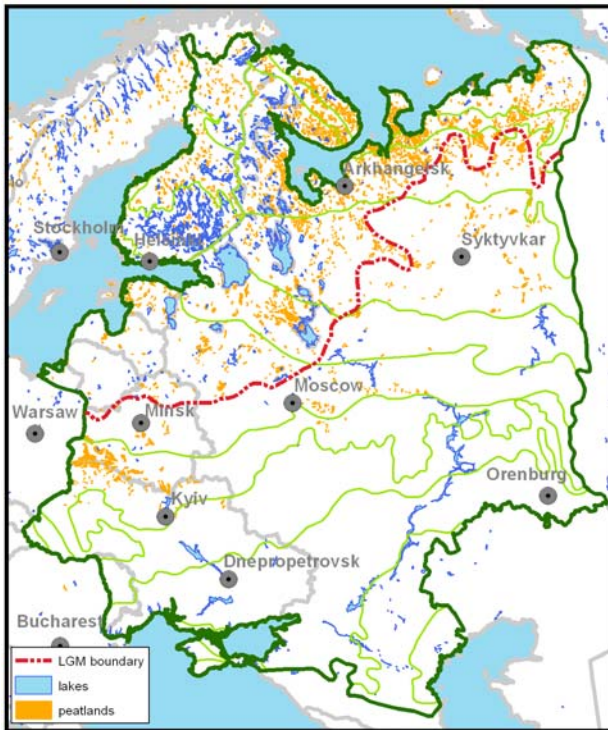 Arkhangelsk
Stockholm
Helsinki
Syktyvkar
Moscow
Warsaw
Minsk
Orenburg
Kyiv
Dnepropetrovsk
Bucharest
LGM boundary
lakes
peatlands